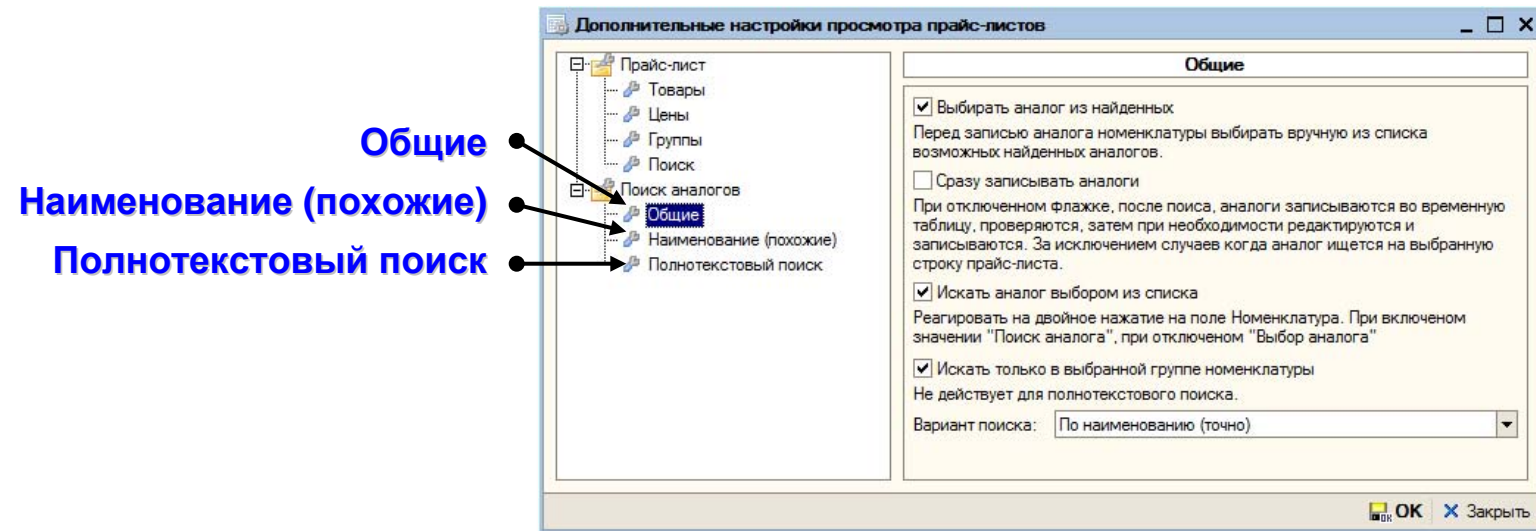 Общие
Наименование (похожие)
Полнотекстовый поиск
Дополнительные настройки просмотра прайс-листов
Прайс-лист
Товары
Цены
Группы
Поиск
Поиск аналогов
Общие
Наименование (похожие)
Полнотекстовый поиск
Общие
Выбирать аналог из найденных
Перед записью аналога номенклатуры выбирать вручную из списка
возможных найденных аналогов.
Сразу записывать аналоги
При отключенном флажке, после поиса, аналоги записываются во временную
таблицу, проверяются, затем при необходимости редактируются и
записываются. За исключением случаев когда аналог ищется на выбранную
строку прайс-листа.
Искать аналог выбором из списка
Реагировать на двойное нажатие на поле Номенклатура. При включеном
значении "Поиск аналога", при отключеном "Выбор аналога"
Искать только в выбранной группе номенклатуры
Не действует для полнотекстового поиска.
Вариант поиска: По наименованию (точно)
OK Закрыть